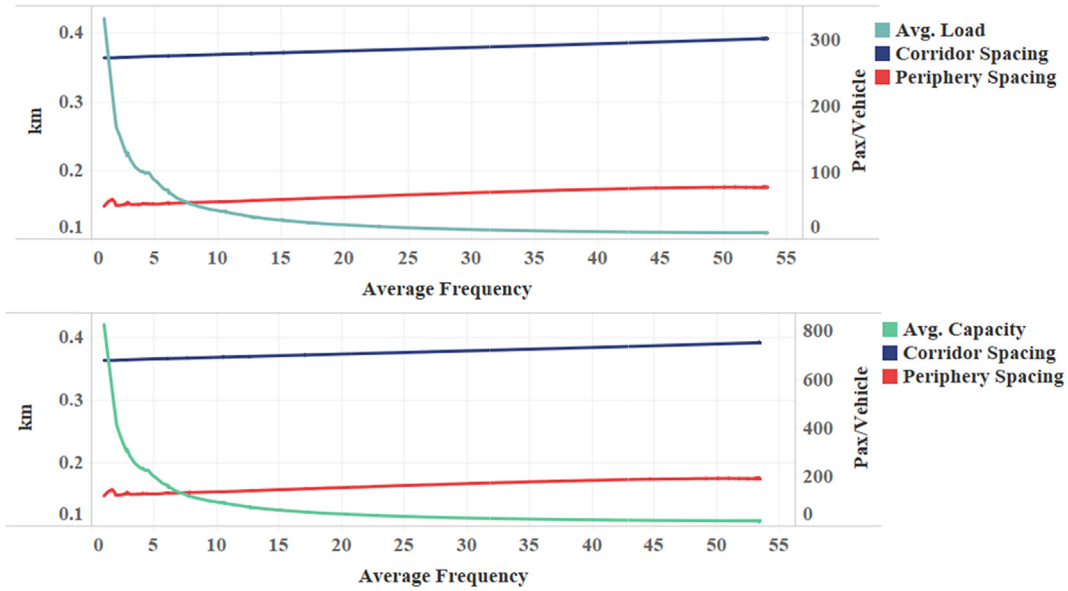 0.4
0.3
0.2
0.1
km
300
200
100
0
Pax/Vehicle
0 5 10 15 20 25 30 35 40 45 50 55
Average Frequency
Avg. Load
Corridor Spacing
Periphery Spacing
0.4
0.3
0.2
0.1
km
800
600
400
200
0
Pax/Vehicle
0 5 10 15 20 25 30 35 40 45 50 55
Average Frequency
Avg. Capacity
Corridor Spacing
Periphery Spacing